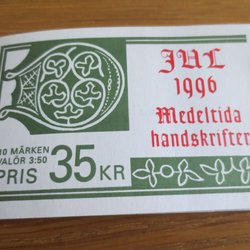 JUL
1996
Medeltida
handskrifter
10 MÄRKEN
VALÖR 3:50
PRIS 35 KR